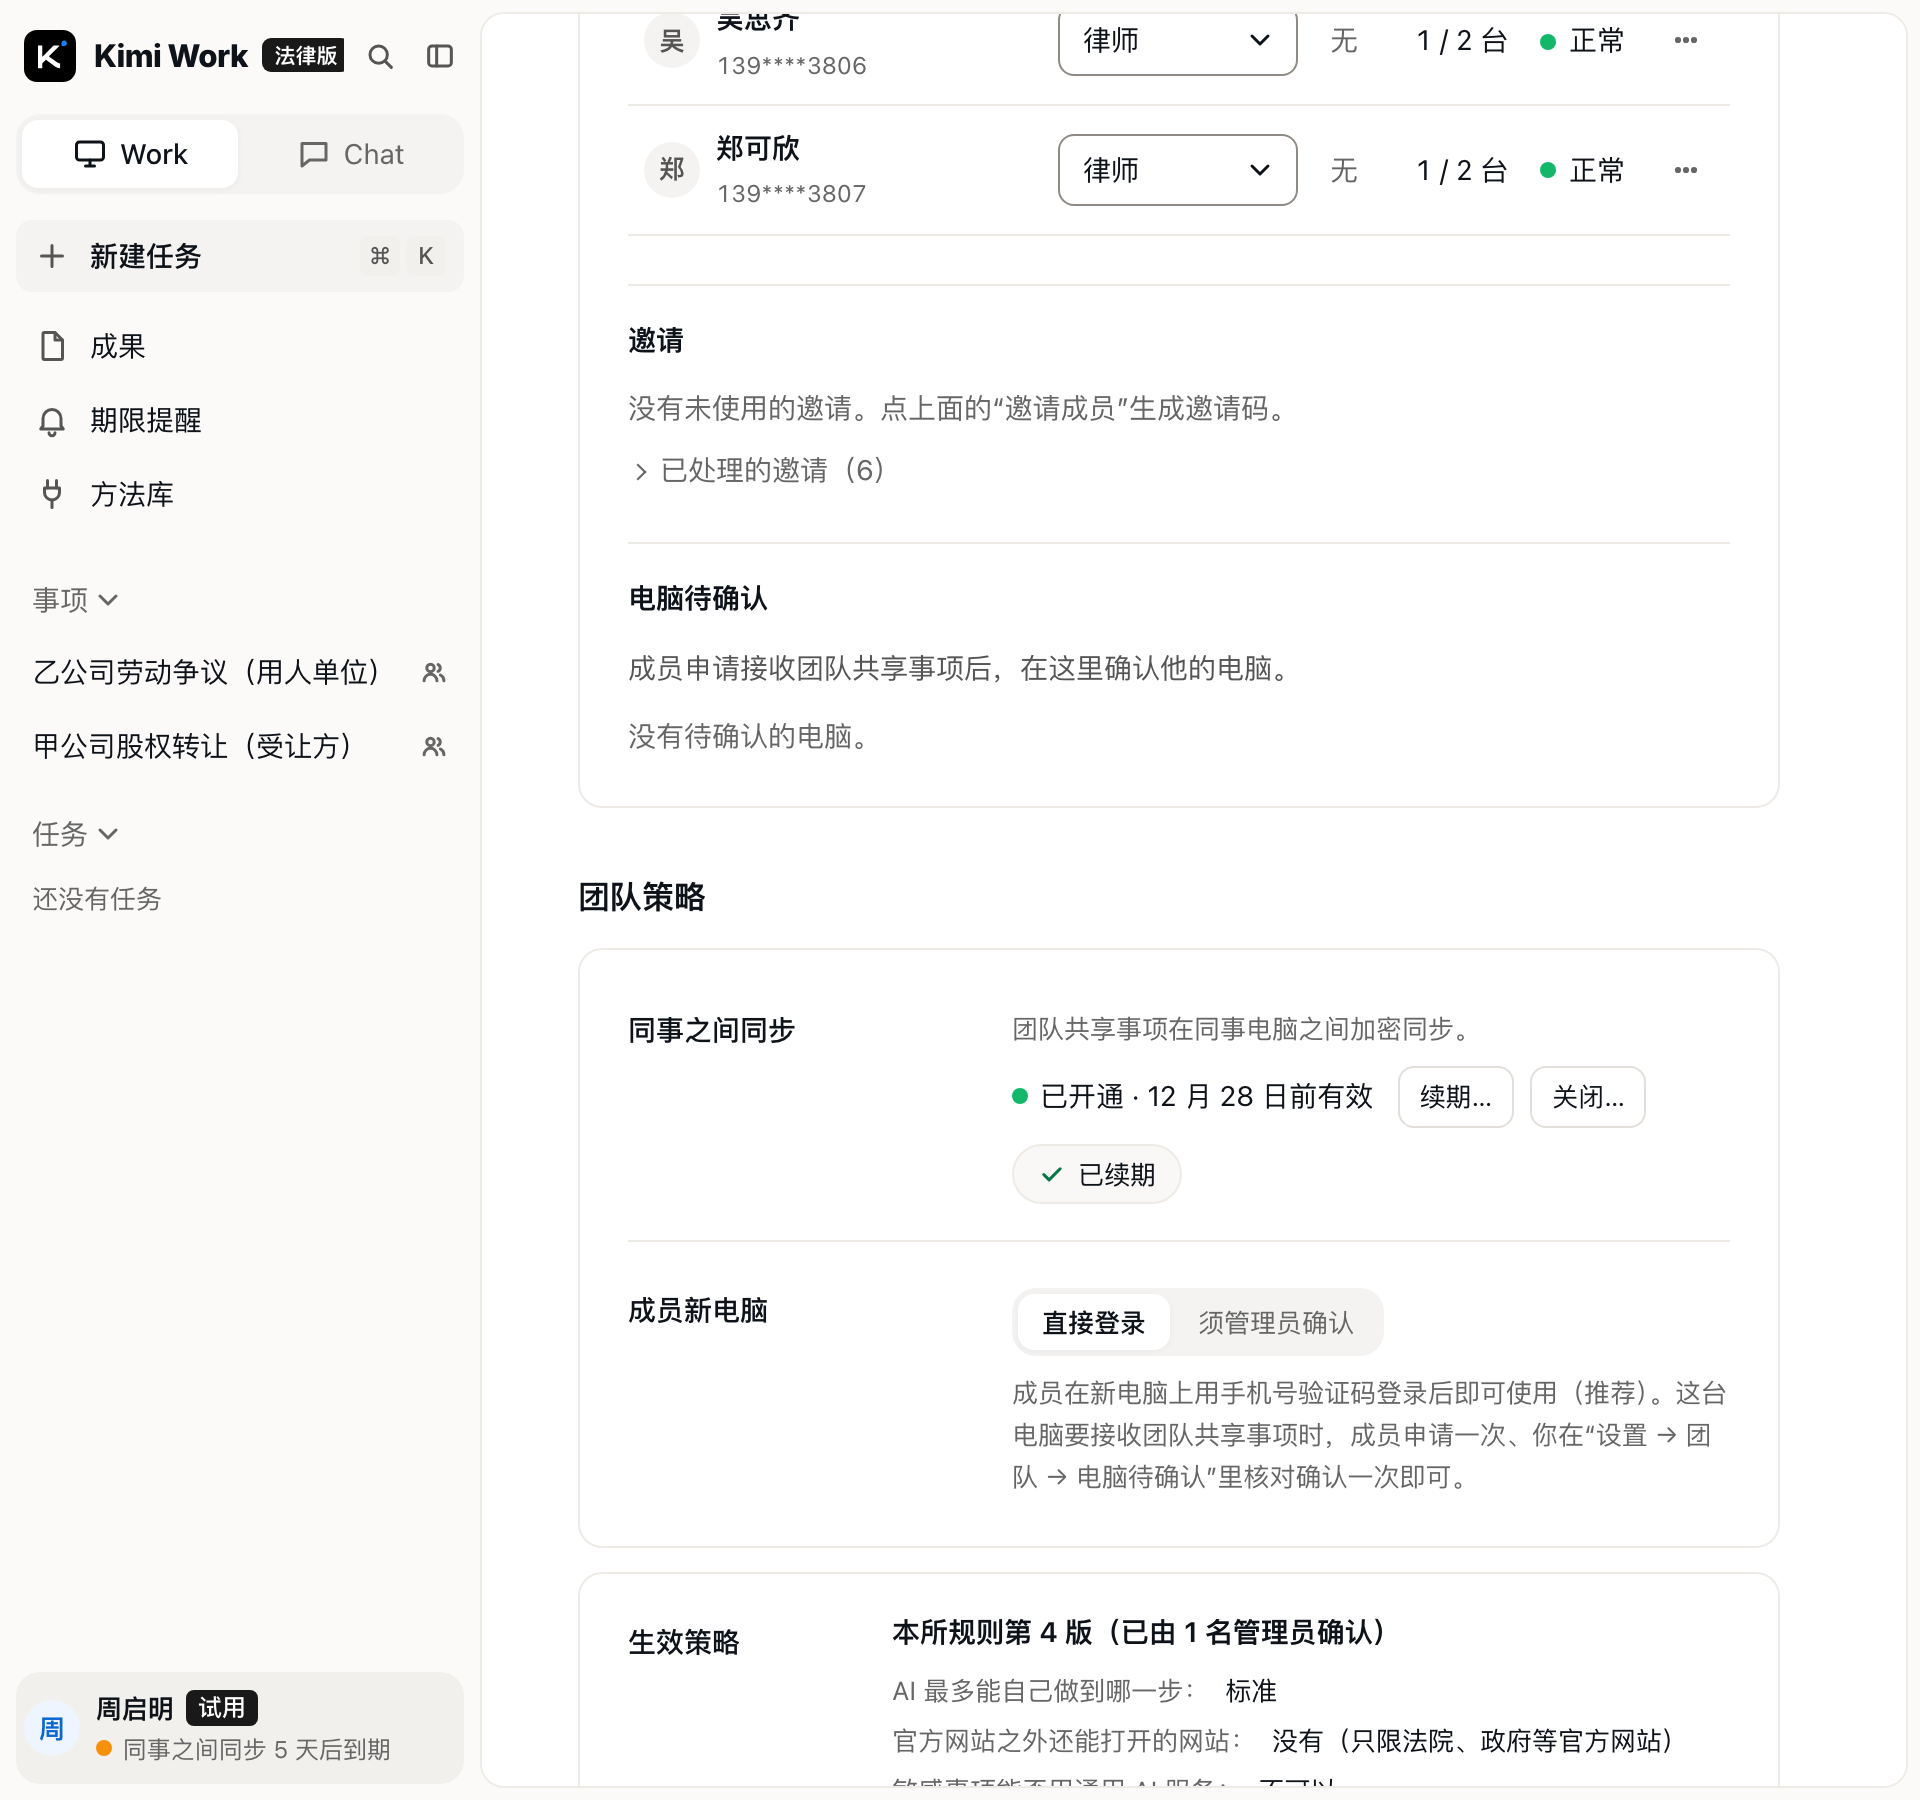 Kimi Work 法律版
Work
Chat
新建任务 ⌘ K
成果
期限提醒
方法库
事项
乙公司劳动争议（用人单位）
甲公司股权转让（受让方）
任务
还没有任务
周 周启明 试用
同事之间同步 5 天后到期
吴 139****3806 律师 无 1 / 2 台 正常
郑 郑可欣 139****3807 律师 无 1 / 2 台 正常
邀请
没有未使用的邀请。点上面的“邀请成员”生成邀请码。
已处理的邀请（6）
电脑待确认
成员申请接收团队共享事项后，在这里确认他的电脑。
没有待确认的电脑。
团队策略
同事之间同步
团队共享事项在同事电脑之间加密同步。
已开通 · 12 月 28 日前有效 续期... 关闭...
已续期
成员新电脑
直接登录 须管理员确认
成员在新电脑上用手机号验证码登录后即可使用（推荐）。这台
电脑要接收团队共享事项时，成员申请一次、你在“设置 → 团
队 → 电脑待确认”里核对确认一次即可。
生效策略
本所规则第 4 版（已由 1 名管理员确认）
AI 最多能自己做到哪一步： 标准
官方网站之外还能打开的网站： 没有（只限法院、政府等官方网站）